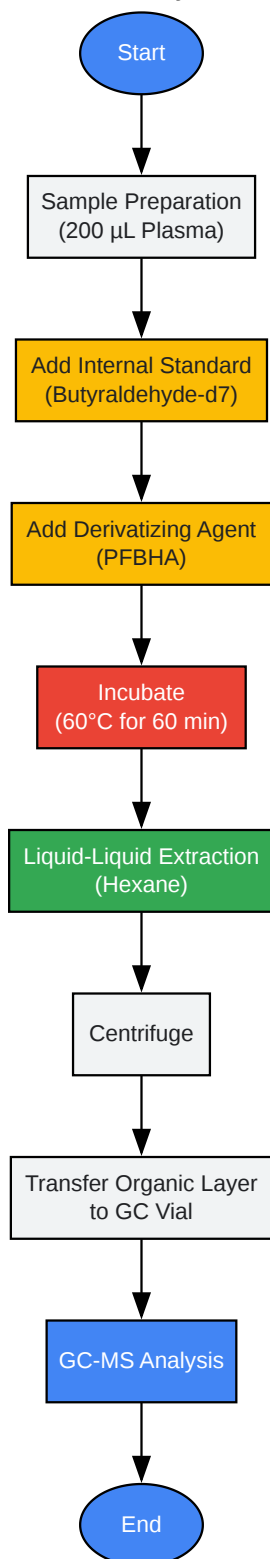 Start
Sample Preparation
(200 µL Plasma)
Add Internal Standard
(Butyraldehyde-d7)
Add Derivatizing Agent
(PFBHA)
Incubate
(60°C for 60 min)
Liquid-Liquid Extraction
(Hexane)
Centrifuge
Transfer Organic Layer
to GC Vial
GC-MS Analysis
End